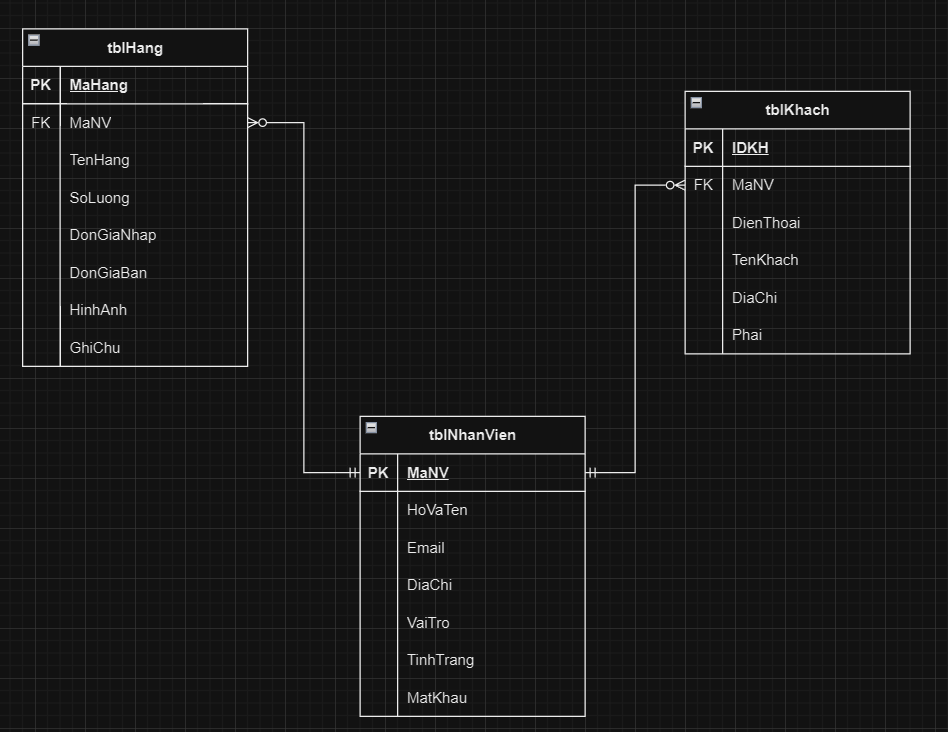 tblHang
PK MaHang
FK MaNV
TenHang
SoLuong
DonGiaNhap
DonGiaBan
HinhAnh
GhiChu
tblKhach
PK IDKH
FK MaNV
DienThoai
TenKhach
DiaChi
Phai
tblNhanVien
PK MaNV
HoVaTen
Email
DiaChi
VaiTro
TinhTrang
MatKhau